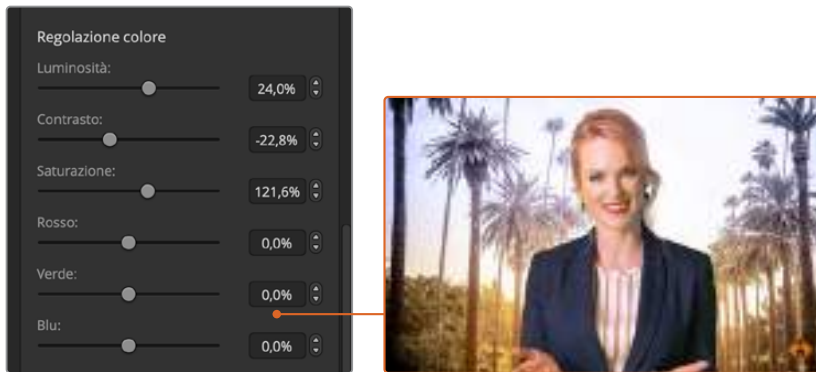 Regolazione colore
Luminosità:
24,0%
Contrasto:
-22,8%
Saturazione:
121,6%
Rosso:
0,0%
Verde:
0,0%
Blu:
0,0%